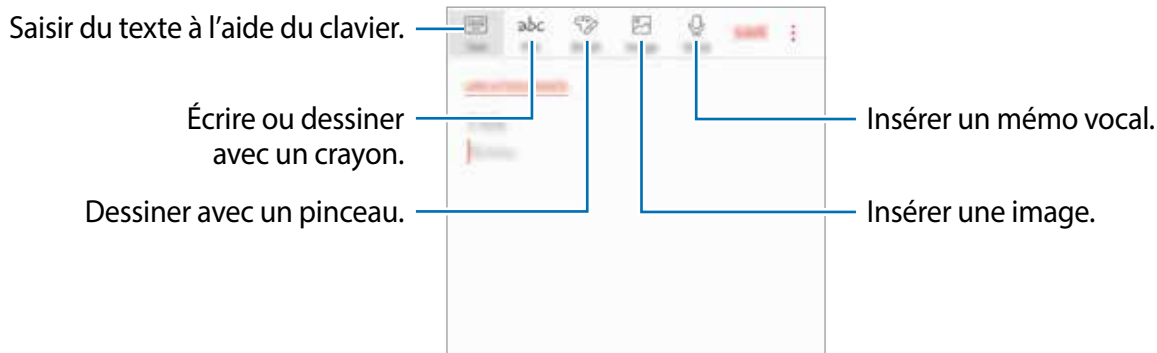 Saisir du texte à l’aide du clavier.
abc
Écrire ou dessiner
avec un crayon.
Insérer un mémo vocal.
Dessiner avec un pinceau.
Insérer une image.